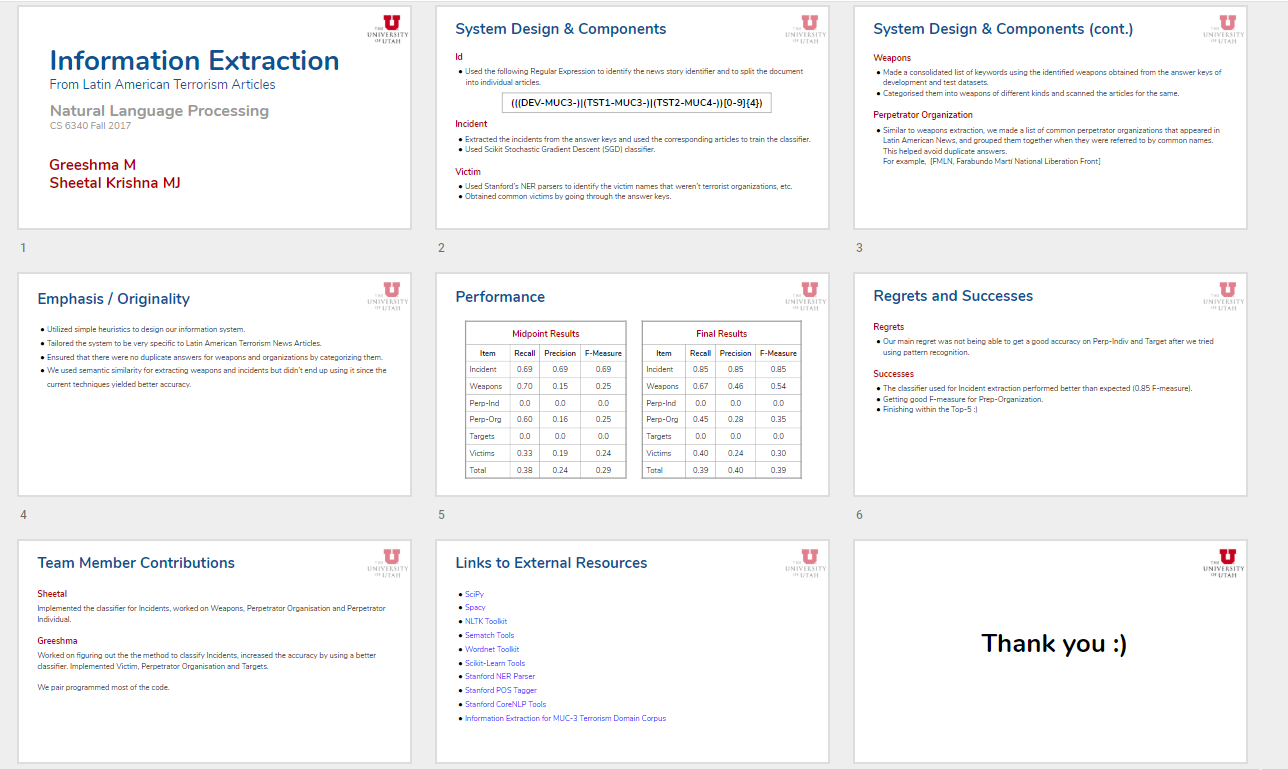 THE
UNIVERSITY
OF UTAH
Information Extraction
From Latin American Terrorism Articles
Natural Language Processing
CS 6340 Fall 2017
Greeshma M
Sheetal Krishna MJ
1
System Design & Components
THE
UNIVERSITY
OF UTAH
Id
● Used the following Regular Expression to identify the news story identifier and to split the document
into individual articles.
(((DEV-MUC3-)|(TST1-MUC3-)|(TST2-MUC4-))[0-9]{4})
Incident
● Extracted the incidents from the answer keys and used the corresponding articles to train the classifier.
● Used Scikit Stochastic Gradient Descent (SGD) classifier.
Victim
● Used Stanford's NER parsers to identify the victim names that weren't terrorist organizations, etc.
● Obtained common victims by going through the answer keys.
2
System Design & Components (cont.)
THE
UNIVERSITY
OF UTAH
Weapons
● Made a consolidated list of keywords using the identified weapons obtained from the answer keys of
development and test datasets.
● Categorised them into weapons of different kinds and scanned the articles for the same.
Perpetrator Organization
● Similar to weapons extraction, we made a list of common perpetrator organizations that appeared in
Latin American News, and grouped them together when they were referred to by common names.
This helped avoid duplicate answers.
For example, [FMLN, Farabundo Martí National Liberation Front]
3
Emphasis / Originality
THE
UNIVERSITY
OF UTAH
● Utilized simple heuristics to design our information system.
● Tailored the system to be very specific to Latin American Terrorism News Articles.
● Ensured that there were no duplicate answers for weapons and organizations by categorizing them.
● We used semantic similarity for extracting weapons and incidents but didn't end up using it since the
current techniques yielded better accuracy.
4
Performance
THE
UNIVERSITY
OF UTAH
Midpoint Results
Item Recall Precision F-Measure
Incident 0.69 0.69 0.69
Weapons 0.70 0.15 0.25
Perp-Ind 0.0 0.0 0.0
Perp-Org 0.60 0.16 0.25
Targets 0.0 0.0 0.0
Victims 0.33 0.19 0.24
Total 0.38 0.24 0.29
Final Results
Item Recall Precision F-Measure
Incident 0.85 0.85 0.85
Weapons 0.67 0.46 0.54
Perp-Ind 0.0 0.0 0.0
Perp-Org 0.45 0.28 0.35
Targets 0.0 0.0 0.0
Victims 0.40 0.24 0.30
Total 0.39 0.40 0.39
5
Regrets and Successes
THE
UNIVERSITY
OF UTAH
Regrets
● Our main regret was not being able to get a good accuracy on Perp-Indiv and Target after we tried
using pattern recognition.
Successes
● The classifier used for Incident extraction performed better than expected (0.85 F-measure).
● Getting good F-measure for Prep-Organization.
● Finishing within the Top-5 :)
6
Team Member Contributions
THE
UNIVERSITY
OF UTAH
Sheetal
Implemented the classifier for Incidents, worked on Weapons, Perpetrator Organisation and Perpetrator
Individual.
Greeshma
Worked on figuring out the the method to classify Incidents, increased the accuracy by using a better
classifier. Implemented Victim, Perpetrator Organisation and Targets.
We pair programmed most of the code.
Links to External Resources
THE
UNIVERSITY
OF UTAH
● SciPy
● Spacy
● NLTK Toolkit
● Sematch Tools
● Wordnet Toolkit
● Scikit-Learn Tools
● Stanford NER Parser
● Stanford POS Tagger
● Stanford CoreNLP Tools
● Information Extraction for MUC-3 Terrorism Domain Corpus
THE
UNIVERSITY
OF UTAH
Thank you :)